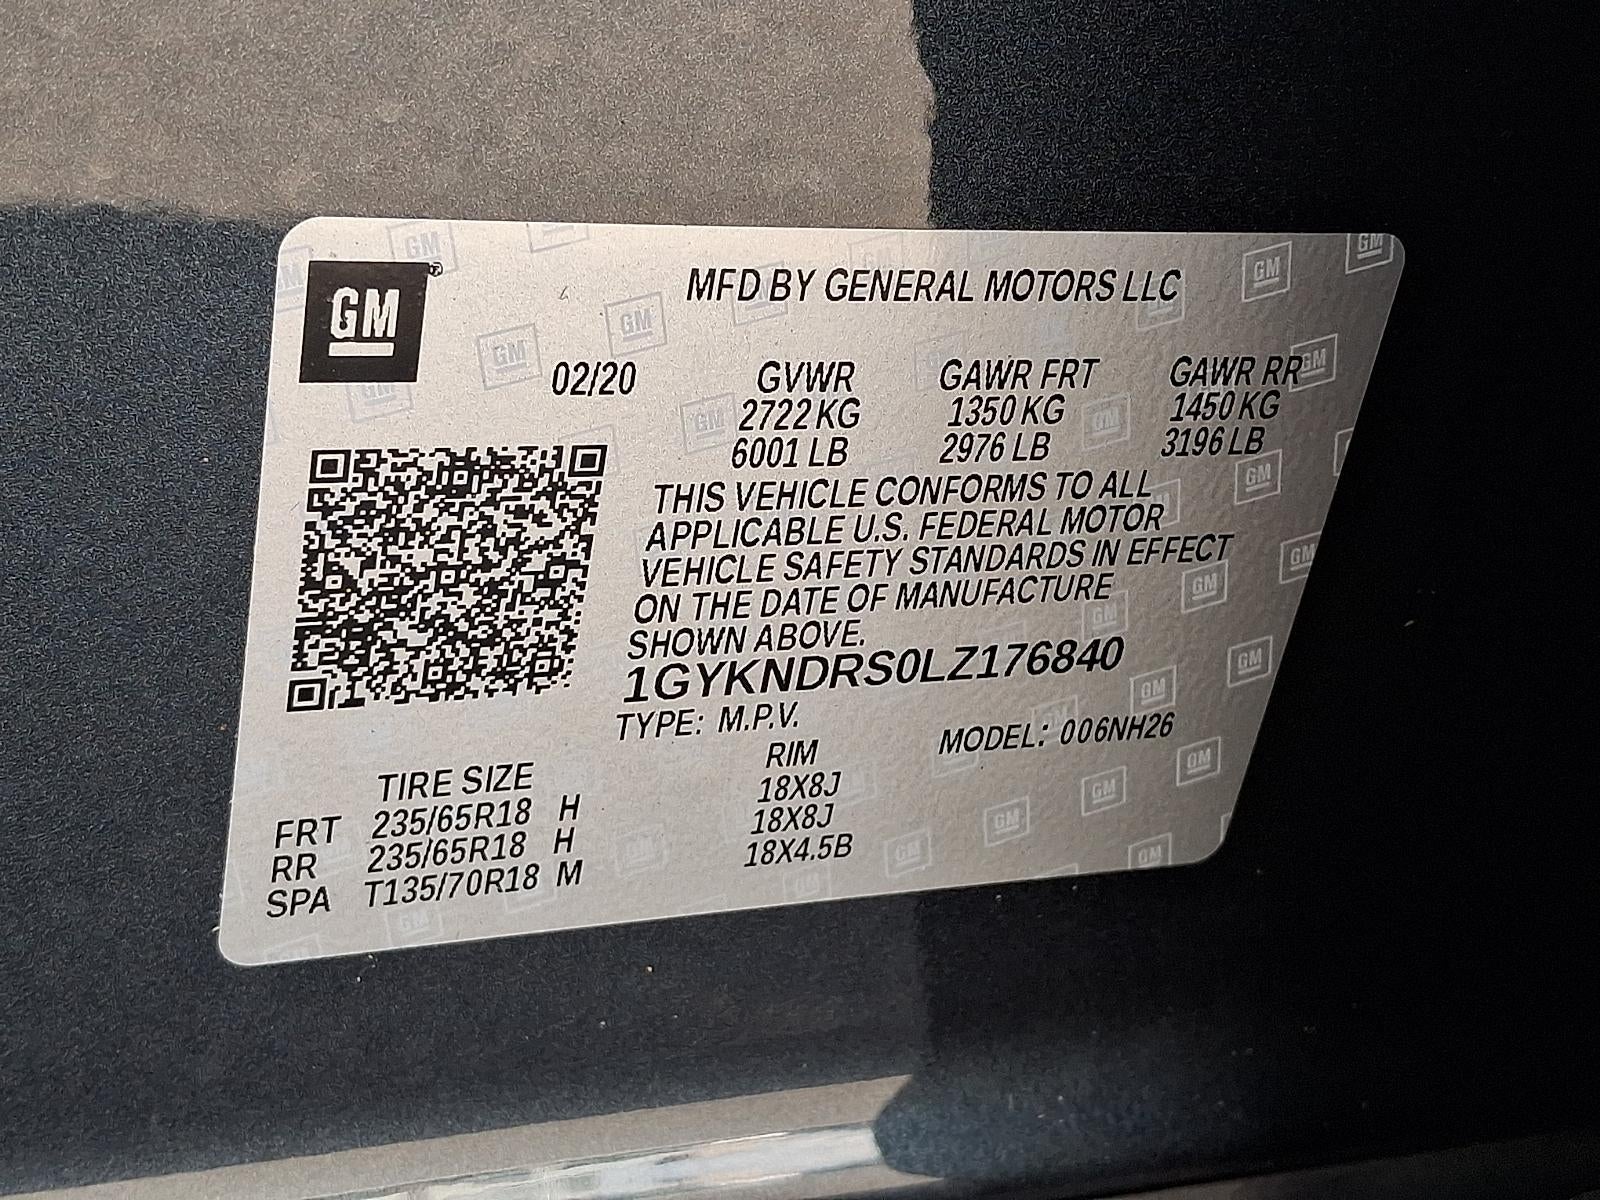 GM
MFD BY GENERAL MOTORS LLC
02/20 GVWR GAWR FRT GAWR RR
2722 KG 1350 KG 1450 KG
6001 LB 2976 LB 3196 LB
THIS VEHICLE CONFORMS TO ALL
APPLICABLE U.S. FEDERAL MOTOR
VEHICLE SAFETY STANDARDS IN EFFECT
ON THE DATE OF MANUFACTURE
SHOWN ABOVE.
1GYKNDRS0LZ176840
TYPE: M.P.V. MODEL: 006NH26
TIRE SIZE RIM
FRT 235/65R18 H 18X8J
RR 235/65R18 H 18X8J
SPA T135/70R18 M 18X4.5B